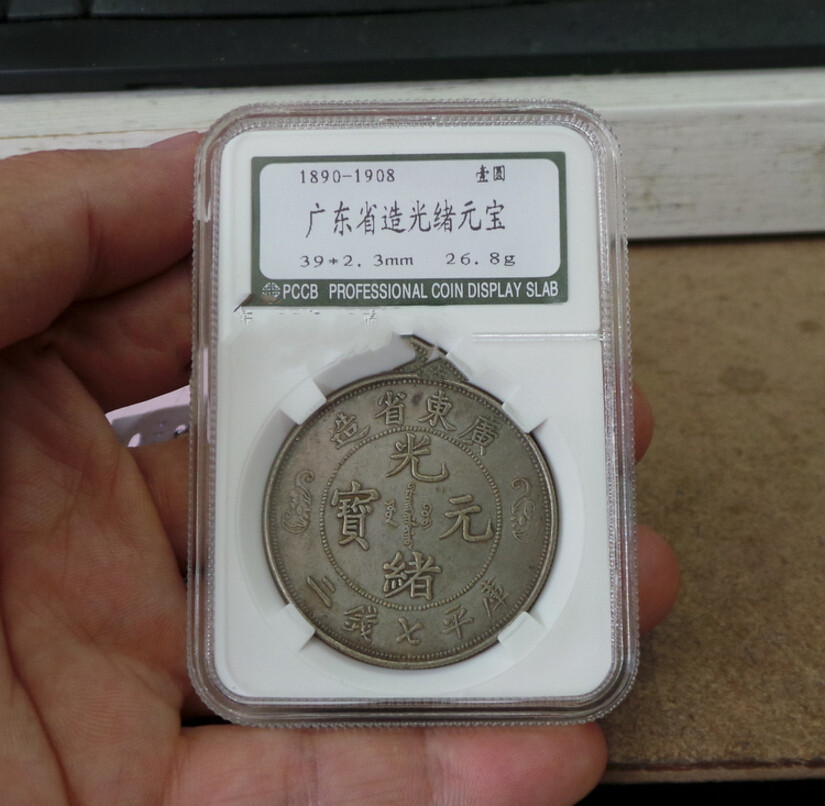 1890-1908 壹圆
广东省造光绪元宝
39*2.3mm 26.8g
PCCB PROFESSIONAL COIN DISPLAY SLAB
廣東省造
光緒元寶
庫平七錢二